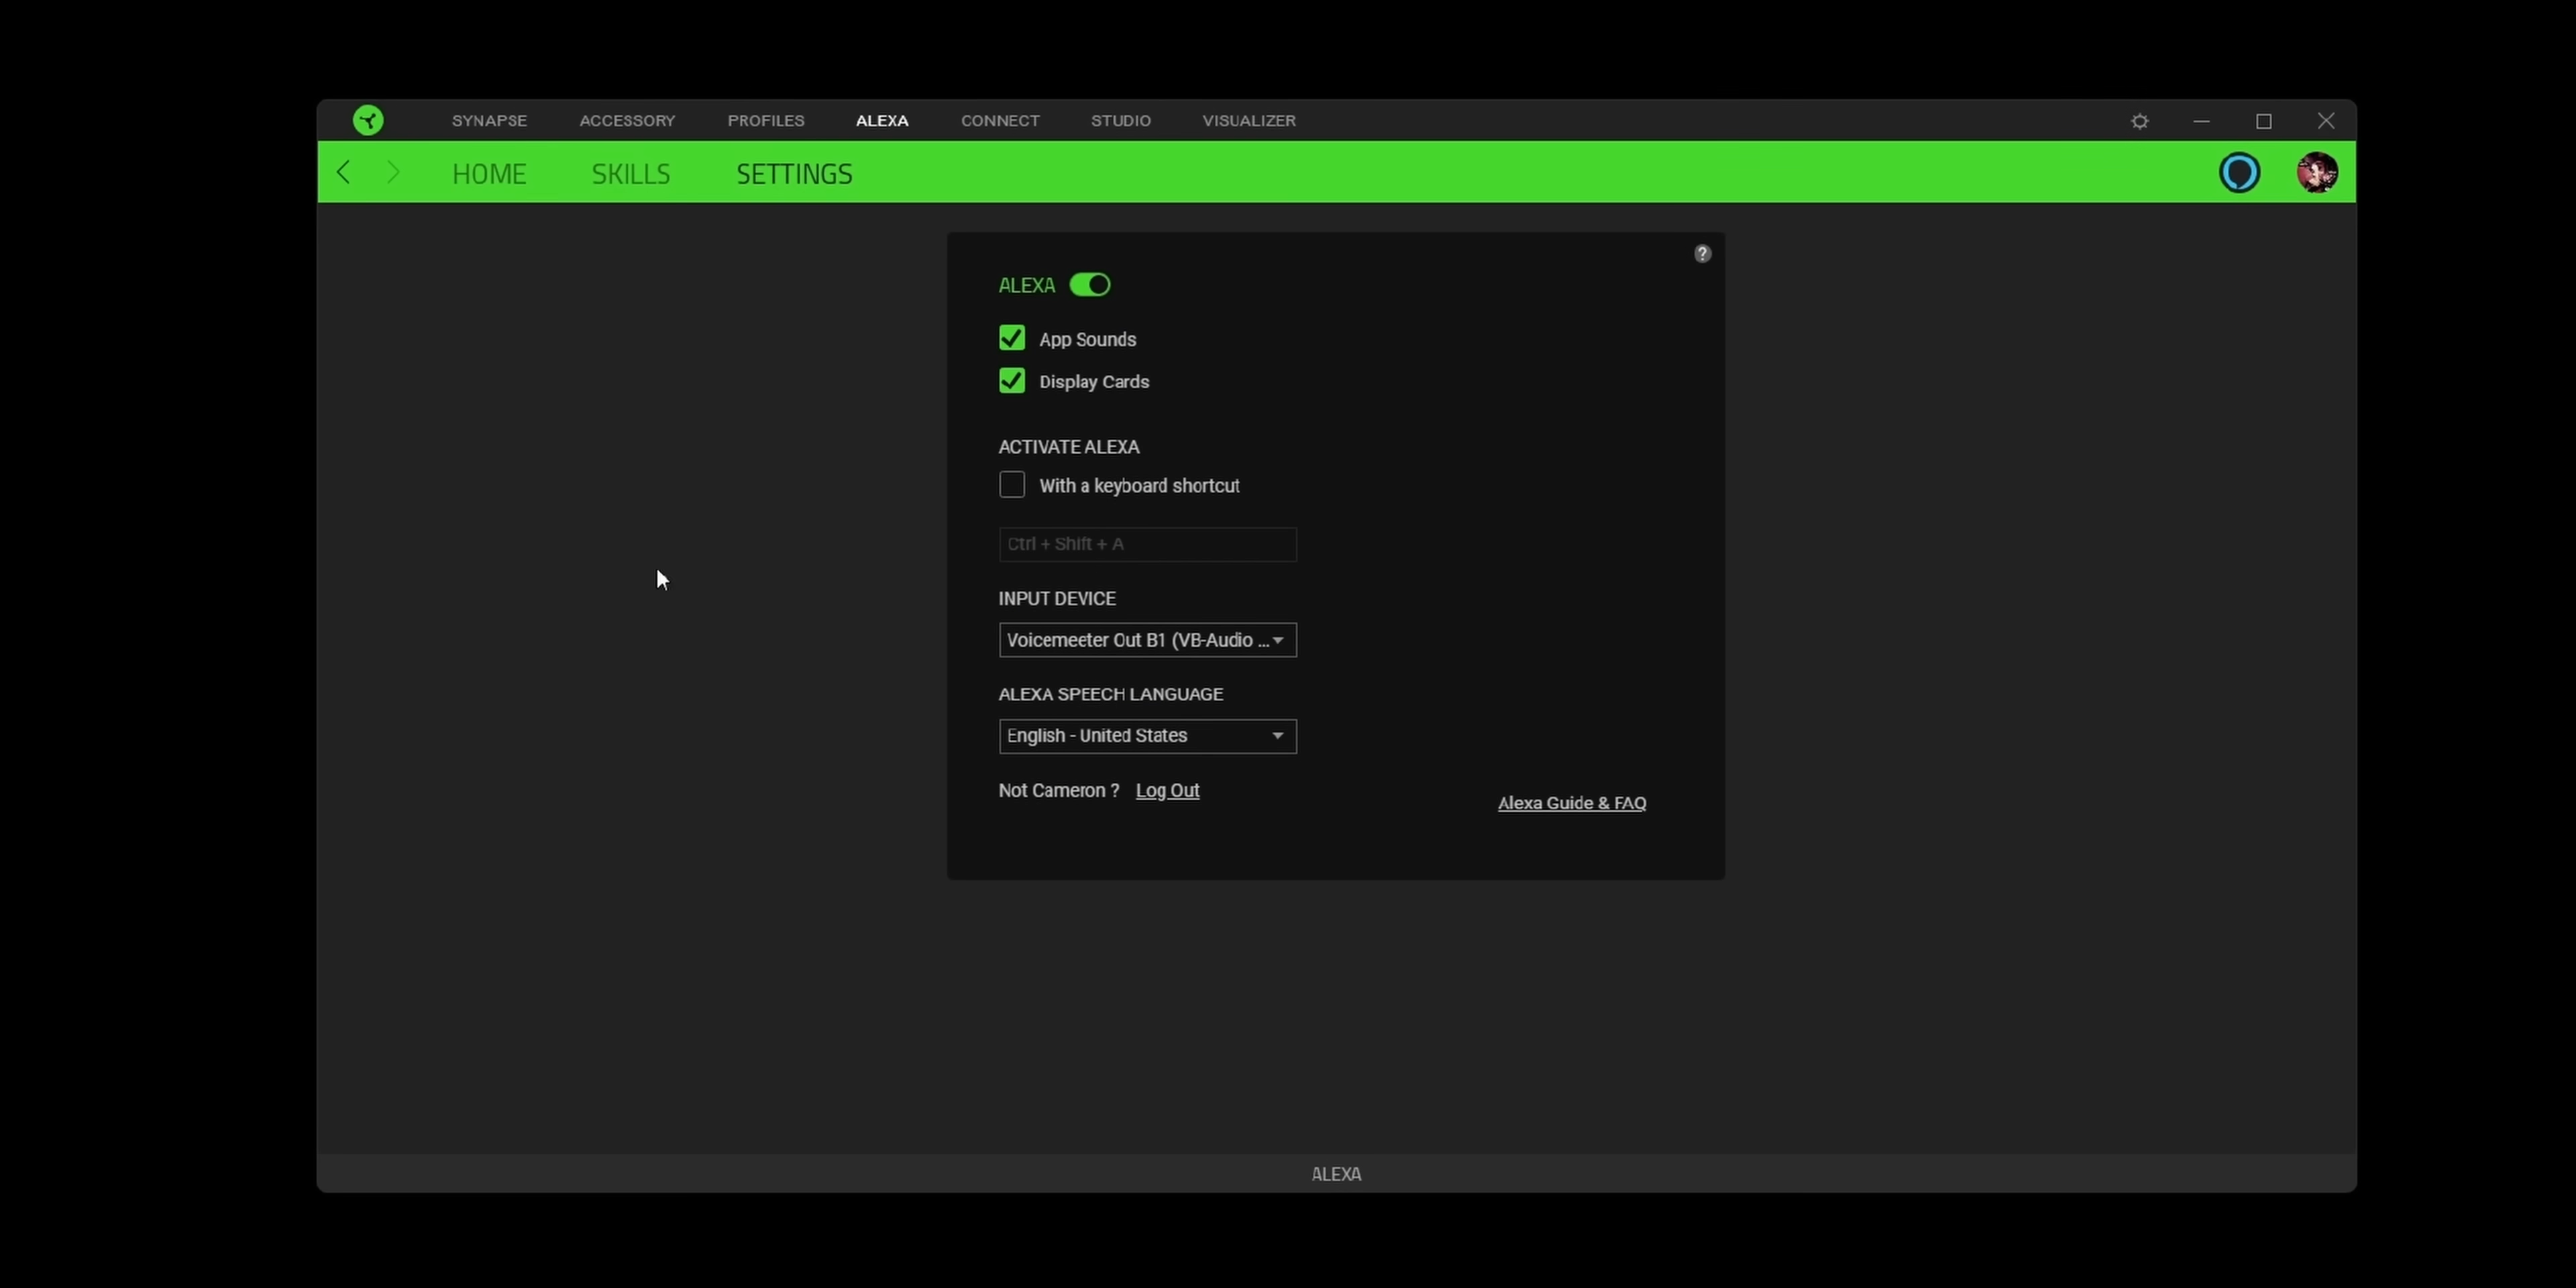 SYNAPSE ACCESSORY PROFILES ALEXA CONNECT STUDIO VISUALIZER
HOME SKILLS SETTINGS
?
ALEXA
App Sounds
Display Cards
ACTIVATE ALEXA
With a keyboard shortcut
Ctrl + Shift + A
INPUT DEVICE
Voicemeeter Out B1 (VB-Audio ...
ALEXA SPEECH LANGUAGE
English - United States
Not Cameron ? Log Out
Alexa Guide & FAQ
ALEXA